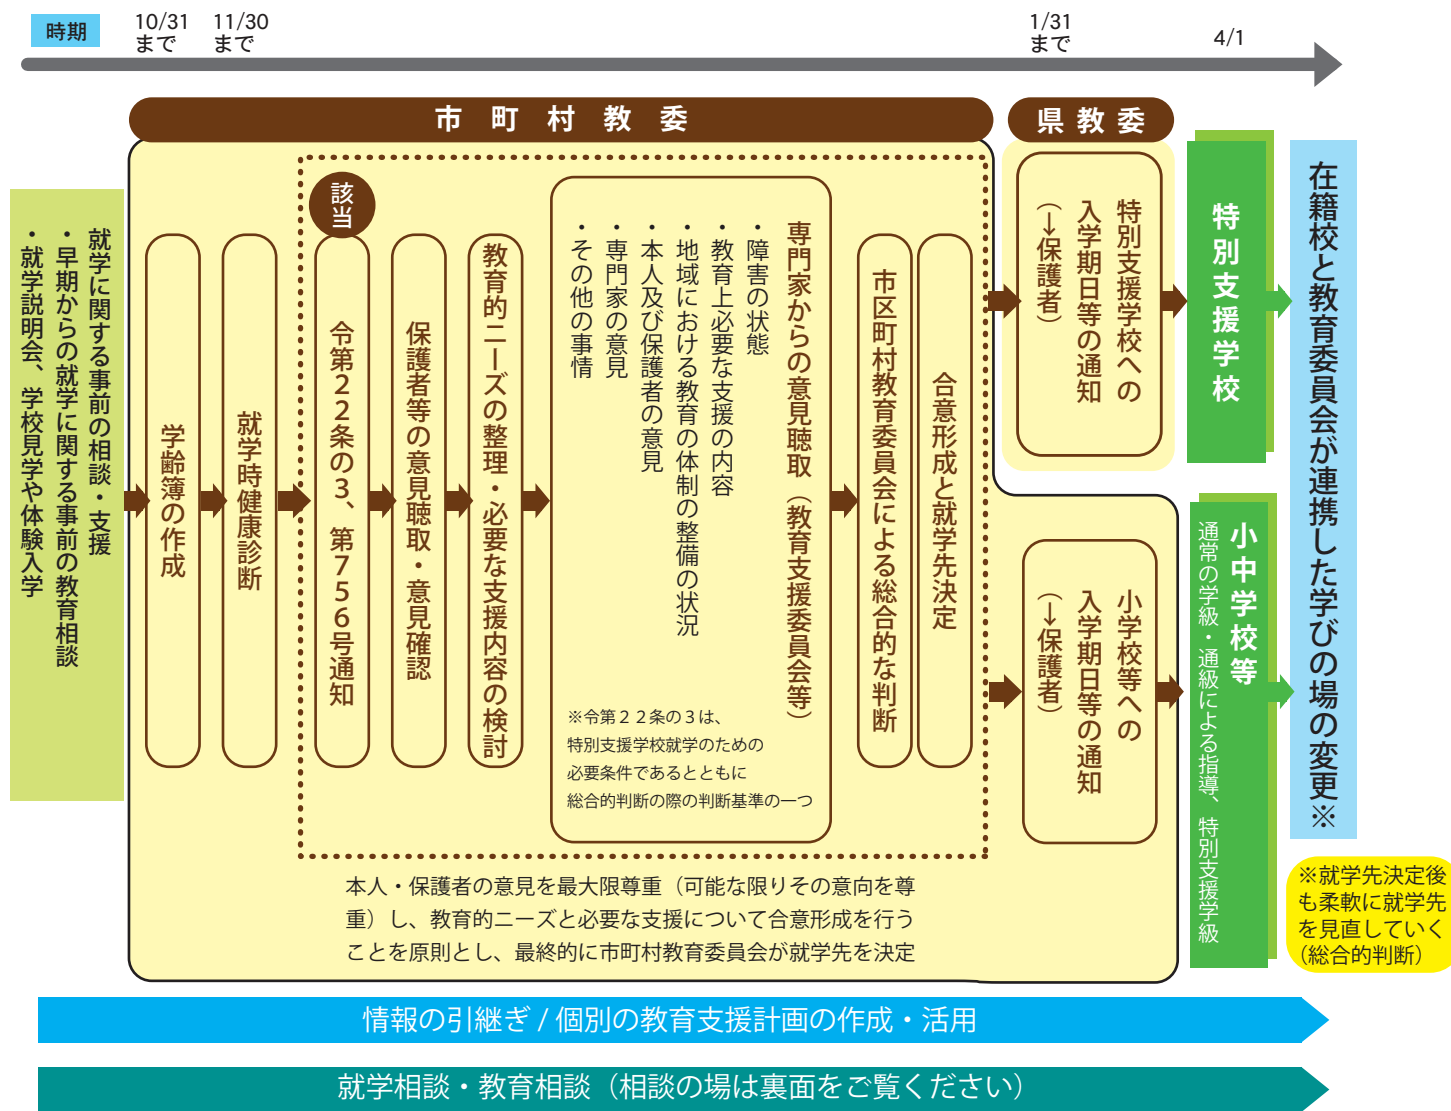 時期
10/31
まで
11/30
まで
1/31
まで
4/1
市町村教委
県教委
就学に関する事前の相談・支援
・早期からの就学に関する事前の教育相談
・就学説明会、学校見学や体験入学
学齢簿の作成
就学時健康診断
該当
令第22条の3、第756号通知
保護者等の意見聴取・意見確認
教育的ニーズの整理・必要な支援内容の検討
専門家からの意見聴取(教育支援委員会等)
・障害の状態
・教育上必要な支援の内容
・地域における教育の体制の整備の状況
・本人及び保護者の意見
・専門家の意見
・その他の事情
※令第22条の3は、
特別支援学校就学のための
必要条件であるとともに
総合的判断の際の判断基準の一つ
市区町村教育委員会による総合的な判断
合意形成と就学先決定
特別支援学校への
入学期日等の通知
(→保護者)
小学校等への
入学期日等の通知
(→保護者)
特別支援学校
小中学校等
通常の学級・通級による指導、特別支援学級
在籍校と教育委員会が連携した学びの場の変更※
※就学先決定後
も柔軟に就学先
を見直していく
(総合的判断)
本人・保護者の意見を最大限尊重(可能な限りその意向を尊
重)し、教育的ニーズと必要な支援について合意形成を行う
ことを原則とし、最終的に市町村教育委員会が就学先を決定
情報の引継ぎ / 個別の教育支援計画の作成・活用
就学相談・教育相談(相談の場は裏面をご覧ください)